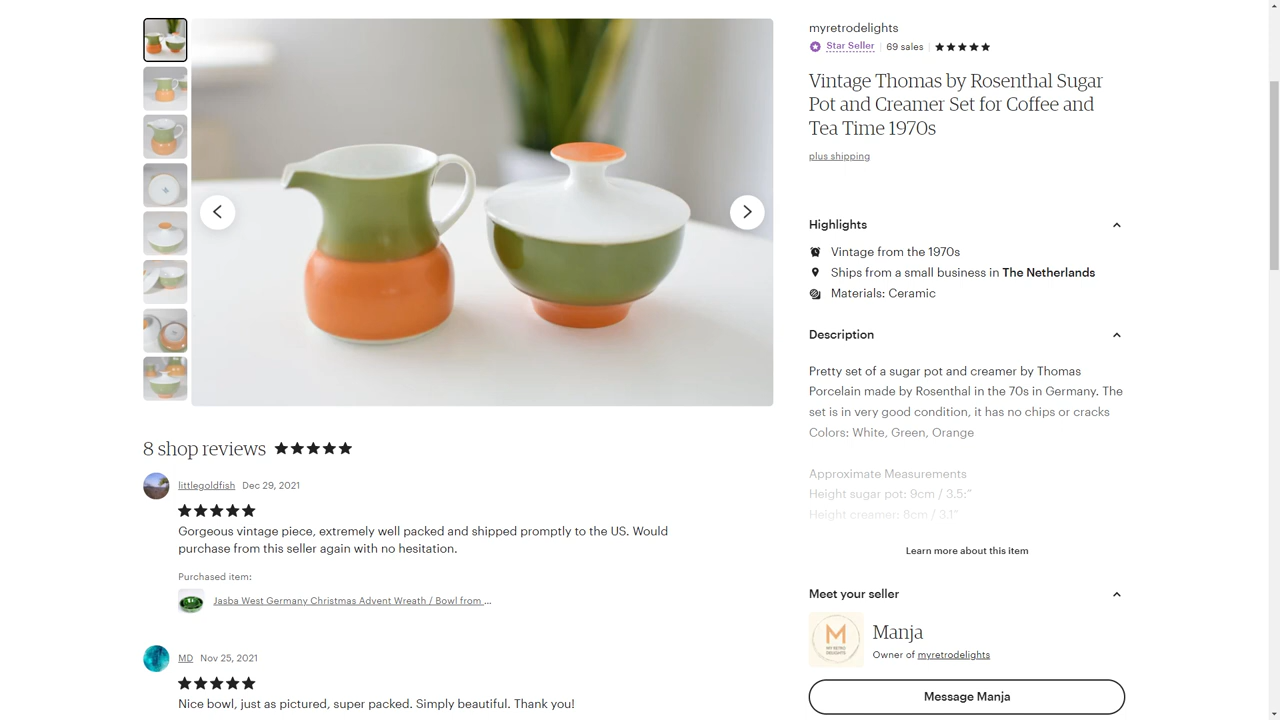 myretrodelights
Star Seller
69 sales
Vintage Thomas by Rosenthal Sugar
Pot and Creamer Set for Coffee and
Tea Time 1970s
plus shipping
Highlights
Vintage from the 1970s
Ships from a small business in The Netherlands
Materials: Ceramic
Description
Pretty set of a sugar pot and creamer by Thomas
Porcelain made by Rosenthal in the 70s in Germany. The
set is in very good condition, it has no chips or cracks
Colors: White, Green, Orange
Approximate Measurements
Height sugar pot: 9cm / 3.5:"
Height creamer: 8cm / 3.1"
Learn more about this item
Meet your seller
M
MY RETRO
DELIGHTS
Manja
Owner of myretrodelights
Message Manja
8 shop reviews
littlegoldfish Dec 29, 2021
Gorgeous vintage piece, extremely well packed and shipped promptly to the US. Would
purchase from this seller again with no hesitation.
Purchased item:
Jasba West Germany Christmas Advent Wreath / Bowl from ...
MD Nov 25, 2021
Nice bowl, just as pictured, super packed. Simply beautiful. Thank you!